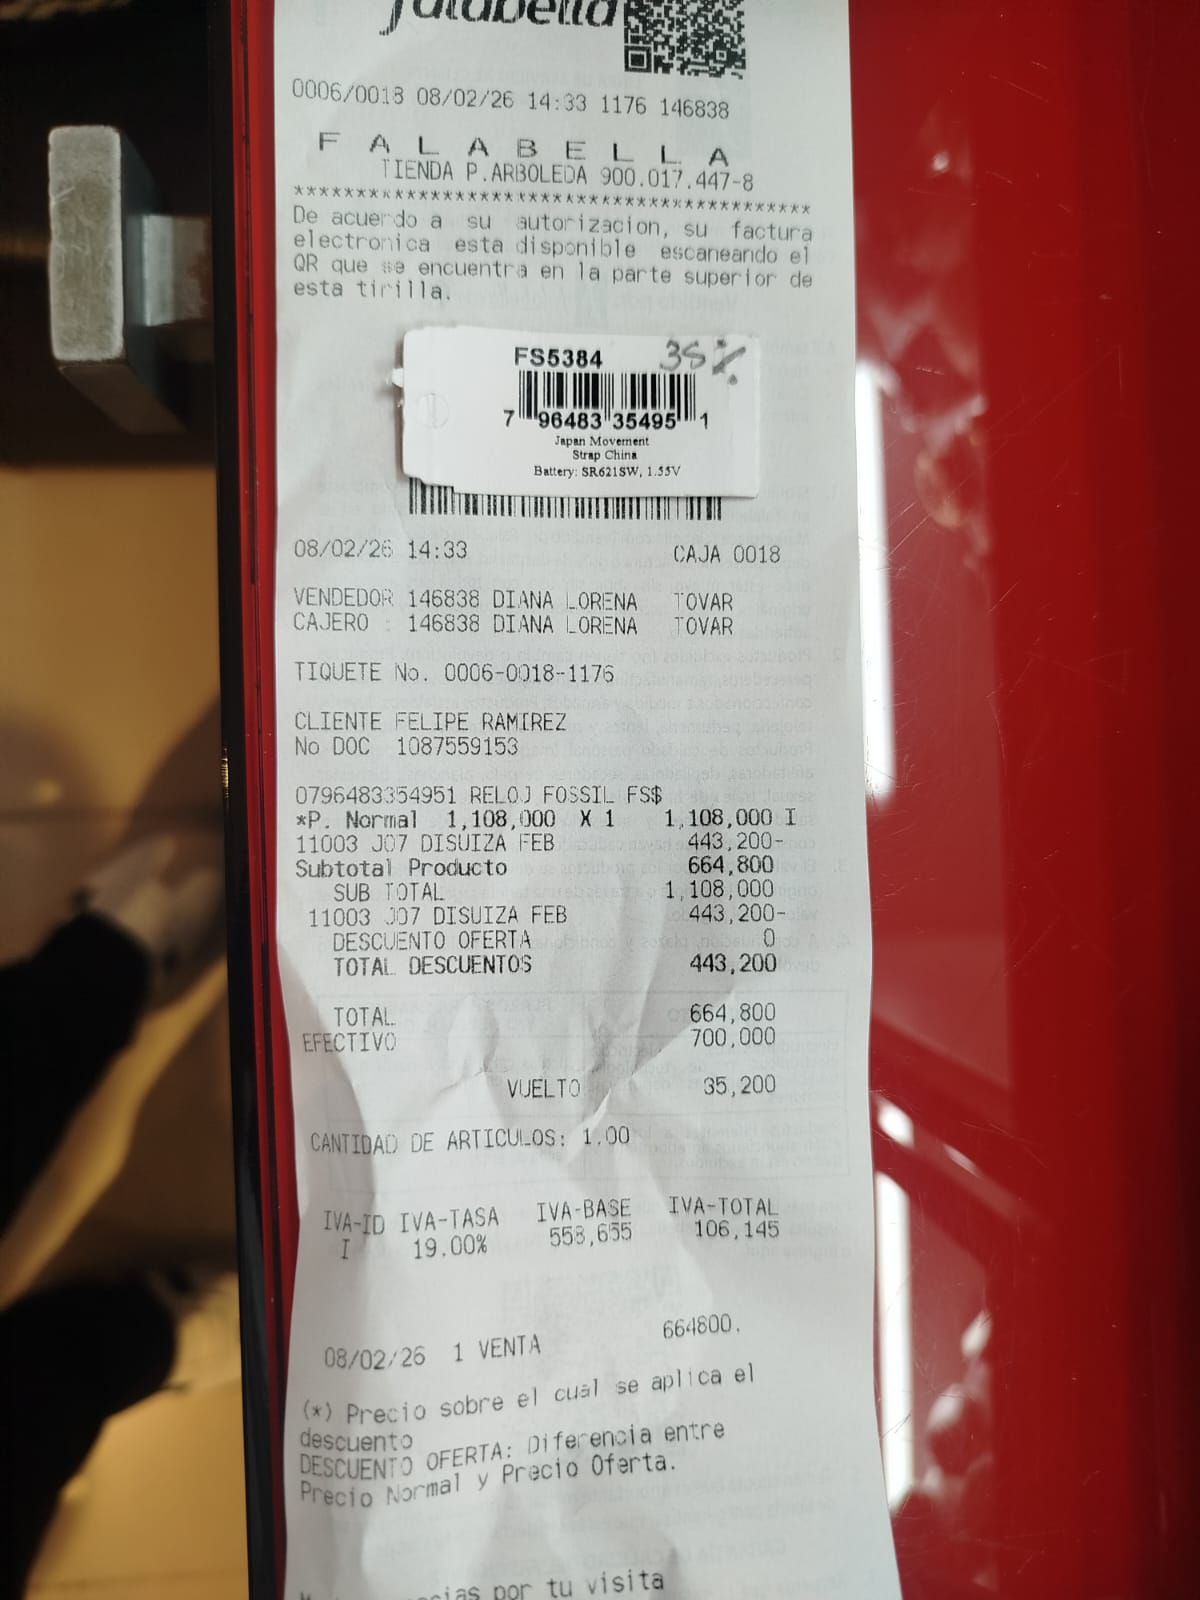 falabella
0006/0018 08/02/26 14:33 1176 146838
F A L A B E L L A
TIENDA P.ARBOLEDA 900.017.447-8
*****************************************
De acuerdo a su autorizacion, su factura
electronica esta disponible escaneando el
QR que se encuentra en la parte superior de
esta tirilla.
FS5384 35%
7 96483 35495 1
Japan Movement
Strap China
Battery: SR621SW, 1.55V
08/02/26 14:33 CAJA 0018
VENDEDOR 146838 DIANA LORENA TOVAR
CAJERO : 146838 DIANA LORENA TOVAR
TIQUETE No. 0006-0018-1176
CLIENTE FELIPE RAMIREZ
No DOC 1087559153
0796483354951 RELOJ FOSSIL FS$
*P. Normal 1,108,000 X 1 1,108,000 I
11003 J07 DISUIZA FEB 443,200-
Subtotal Producto 664,800
SUB TOTAL 1,108,000
11003 J07 DISUIZA FEB 443,200-
DESCUENTO OFERTA 0
TOTAL DESCUENTOS 443,200
TOTAL 664,800
EFECTIVO 700,000
VUELTO 35,200
CANTIDAD DE ARTICULOS: 1.00
IVA-ID IVA-TASA IVA-BASE IVA-TOTAL
I 19.00% 558,655 106,145
08/02/26 1 VENTA 664800.
(*) Precio sobre el cual se aplica el
descuento
DESCUENTO OFERTA: Diferencia entre
Precio Normal y Precio Oferta.
por tu visita